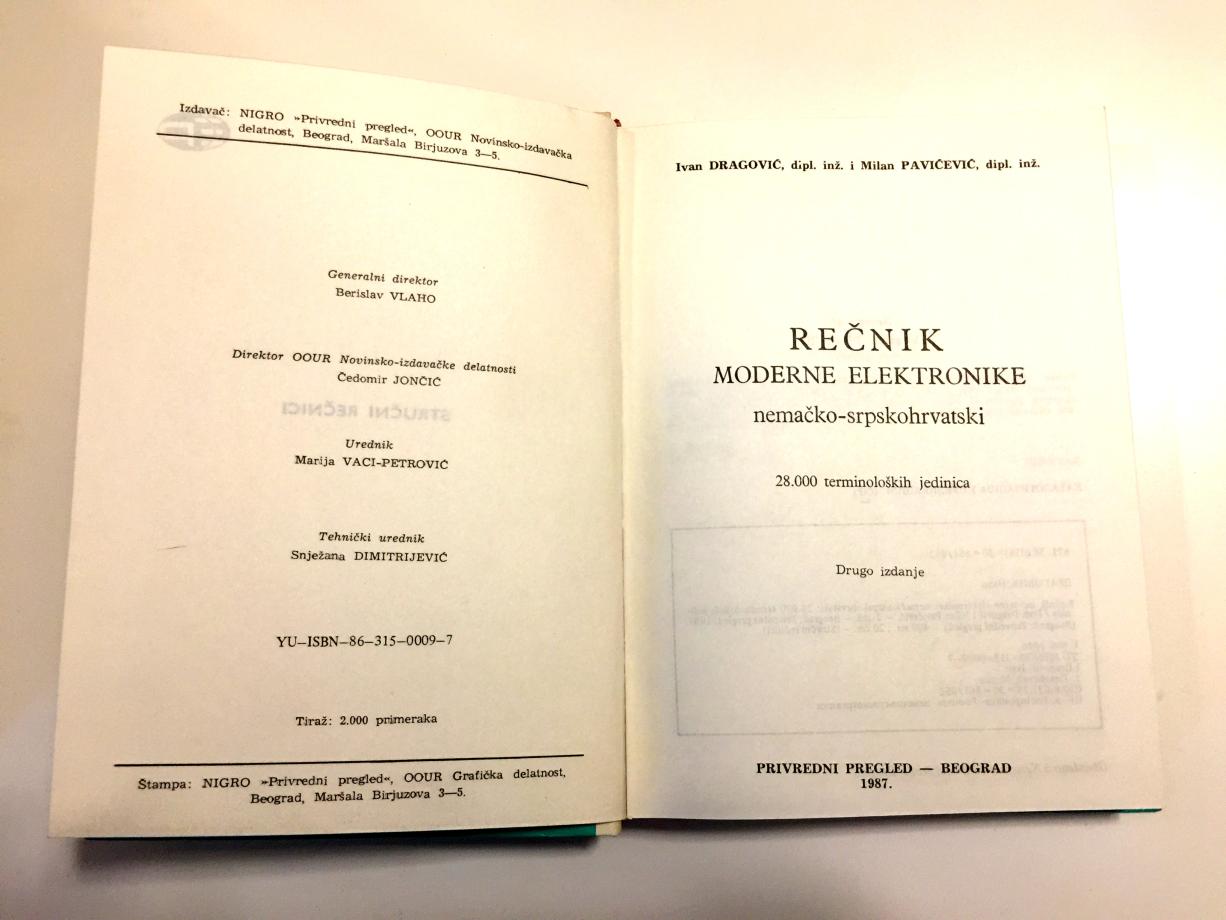 Izdavač: NIGRO »Privredni pregled«, OOUR Novinsko-izdavačka
delatnost, Beograd, Maršala Birjuzova 3—5.
Generalni direktor
Berislav VLAHO
Direktor OOUR Novinsko-izdavačke delatnosti
Čedomir JONČIĆ
STRUČNI REČNICI
Urednik
Marija VACI-PETROVIĆ
Tehnički urednik
Snježana DIMITRIJEVIĆ
YU—ISBN—86—315—0009—7
Tiraž: 2.000 primeraka
Štampa: NIGRO »Privredni pregled«, OOUR Grafička delatnost,
Beograd, Maršala Birjuzova 3—5.
Ivan DRAGOVIĆ, dipl. inž. i Milan PAVIĆEVIĆ, dipl. inž.
REČNIK
MODERNE ELEKTRONIKE
nemačko-srpskohrvatski
28.000 terminoloških jedinica
Drugo izdanje
PRIVREDNI PREGLED — BEOGRAD
1987.